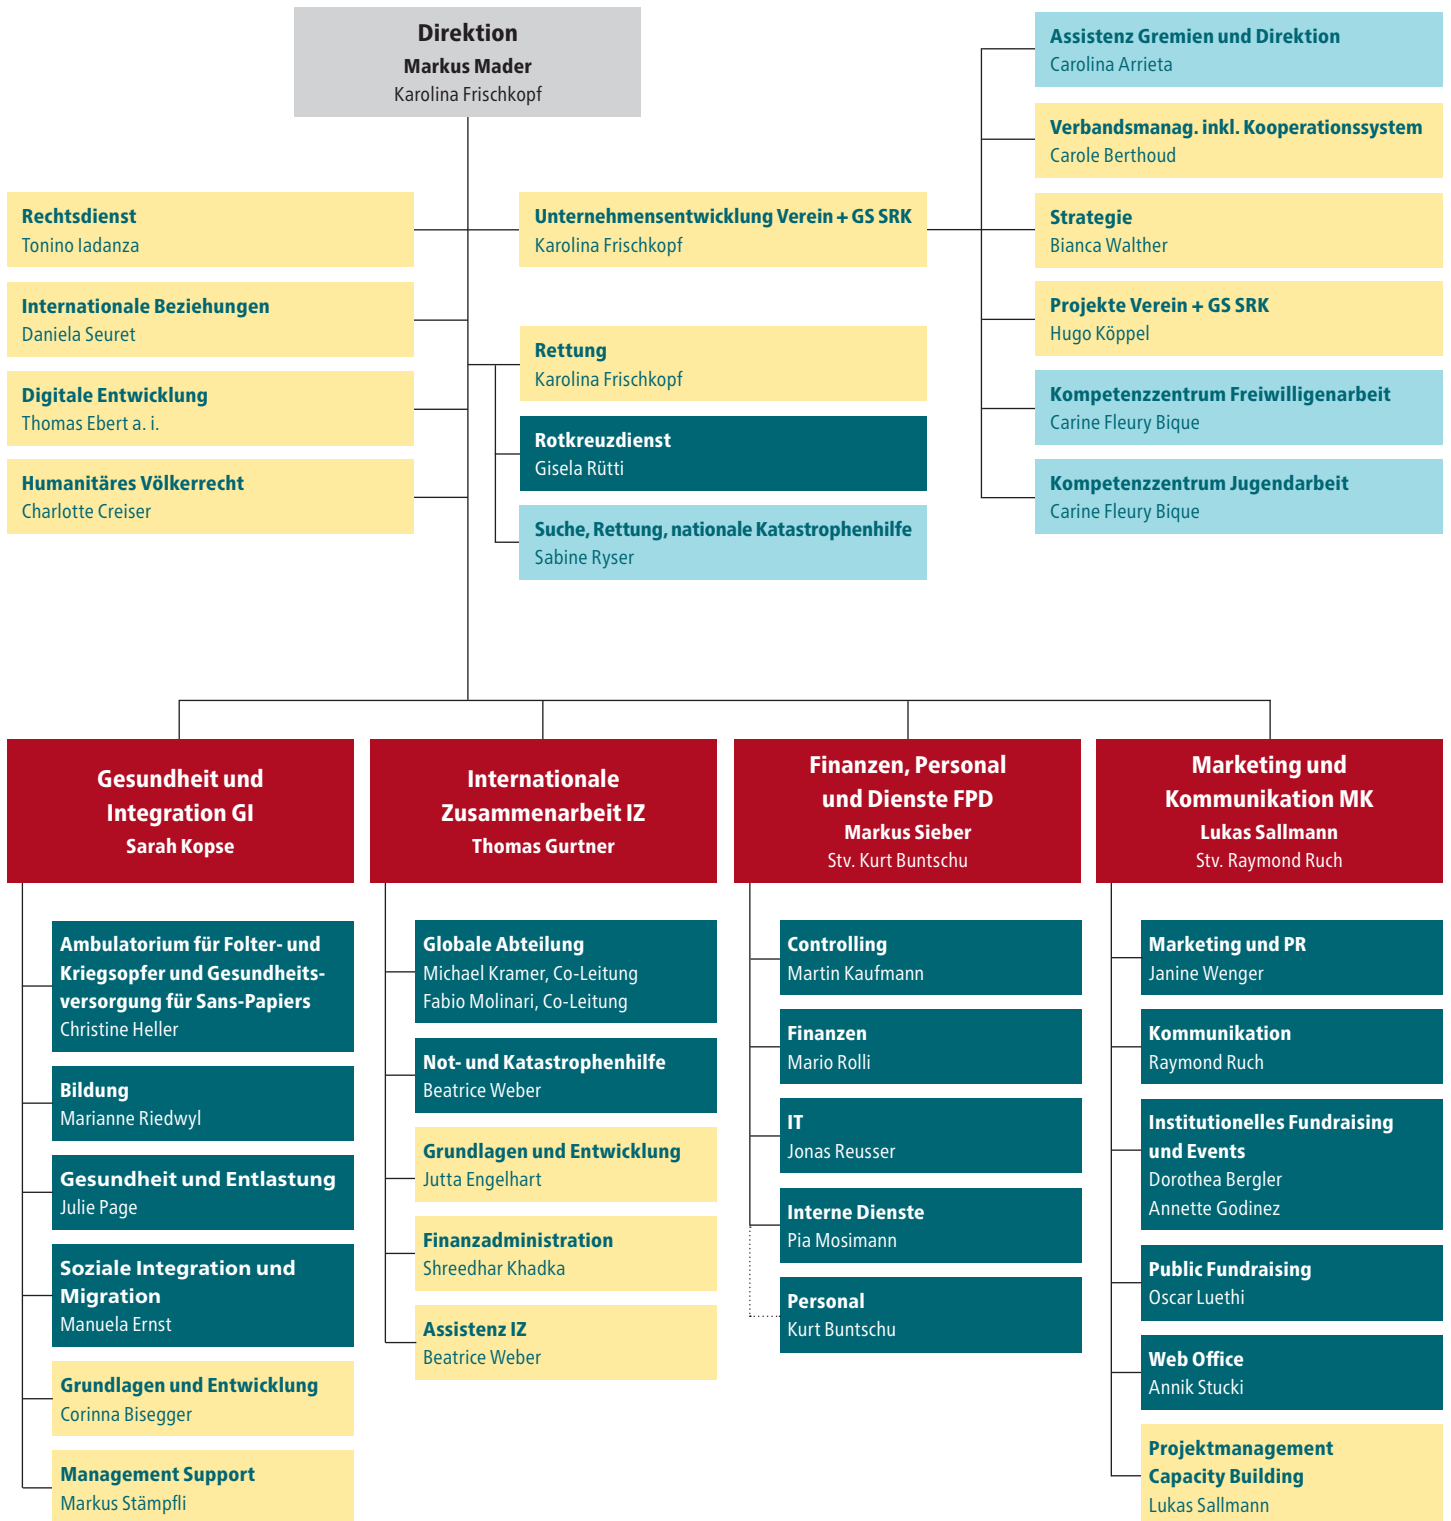 Direktion
Markus Mader
Karolina Frischkopf
Assistenz Gremien und Direktion
Carolina Arrieta
Verbandsmanag. inkl. Kooperationssystem
Carole Berthoud
Rechtsdienst
Tonino Iadanza
Unternehmensentwicklung Verein + GS SRK
Karolina Frischkopf
Strategie
Bianca Walther
Internationale Beziehungen
Daniela Seuret
Projekte Verein + GS SRK
Hugo Köppel
Rettung
Karolina Frischkopf
Digitale Entwicklung
Thomas Ebert a. i.
Kompetenzzentrum Freiwilligenarbeit
Carine Fleury Bique
Rotkreuzdienst
Gisela Rütti
Humanitäres Völkerrecht
Charlotte Creiser
Kompetenzzentrum Jugendarbeit
Carine Fleury Bique
Suche, Rettung, nationale Katastrophenhilfe
Sabine Ryser
Gesundheit und
Integration GI
Sarah Kopse
Internationale
Zusammenarbeit IZ
Thomas Gurtner
Finanzen, Personal
und Dienste FPD
Markus Sieber
Stv. Kurt Buntschu
Marketing und
Kommunikation MK
Lukas Sallmann
Stv. Raymond Ruch
Ambulatorium für Folter- und
Kriegsopfer und Gesundheits-
versorgung für Sans-Papiers
Christine Heller
Bildung
Marianne Riedwyl
Gesundheit und Entlastung
Julie Page
Soziale Integration und
Migration
Manuela Ernst
Grundlagen und Entwicklung
Corinna Bisegger
Management Support
Markus Stämpfli
Globale Abteilung
Michael Kramer, Co-Leitung
Fabio Molinari, Co-Leitung
Not- und Katastrophenhilfe
Beatrice Weber
Grundlagen und Entwicklung
Jutta Engelhart
Finanzadministration
Shreedhar Khadka
Assistenz IZ
Beatrice Weber
Controlling
Martin Kaufmann
Finanzen
Mario Rolli
IT
Jonas Reusser
Interne Dienste
Pia Mosimann
Personal
Kurt Buntschu
Marketing und PR
Janine Wenger
Kommunikation
Raymond Ruch
Institutionelles Fundraising
und Events
Dorothea Bergler
Annette Godinez
Public Fundraising
Oscar Luethi
Web Office
Annik Stucki
Projektmanagement
Capacity Building
Lukas Sallmann